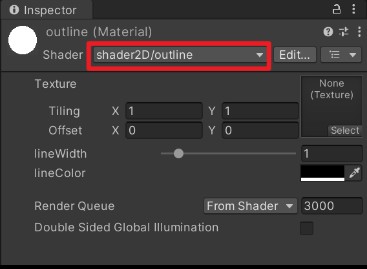 Inspector
outline (Material)
Shader shader2D/outline Edit...
Texture
None
(Texture)
Tiling X 1 Y 1
Offset X 0 Y 0
Select
lineWidth 1
lineColor
Render Queue From Shader 3000
Double Sided Global Illumination